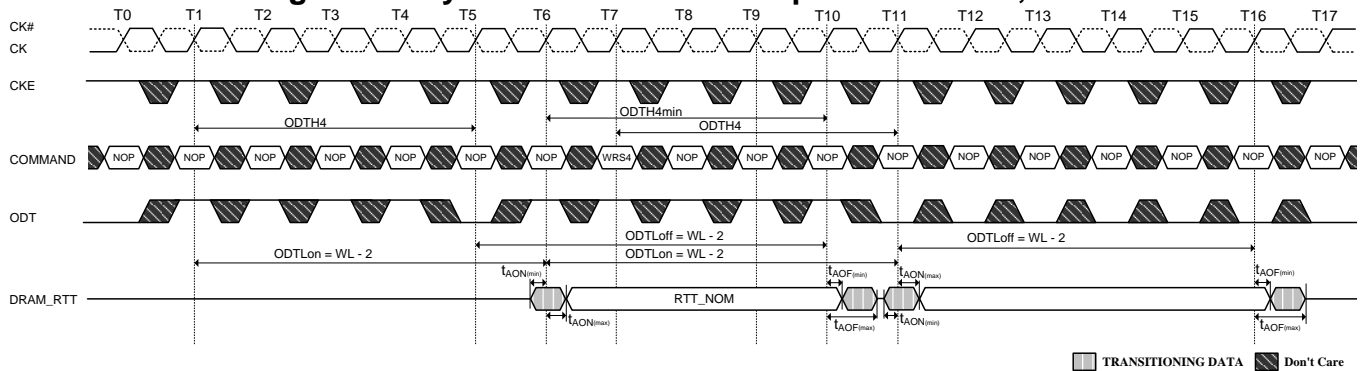 T0 T1 T2 T3 T4 T5 T6 T7 T8 T9 T10 T11 T12 T13 T14 T15 T16 T17
CK#
CK
CKE
ODTH4min
ODTH4 ODTH4
COMMAND NOP NOP NOP NOP NOP NOP NOP WRS4 NOP NOP NOP NOP NOP NOP NOP NOP NOP NOP
ODT
ODTLoff = WL - 2 ODTLoff = WL - 2
ODTLon = WL - 2 ODTLon = WL - 2
tAON(min) tAOF(min) tAON(max) tAOF(min)
DRAM_RTT RTT_NOM
tAON(max) tAOF(max) tAON(min) tAOF(max)
TRANSITIONING DATA Don't Care